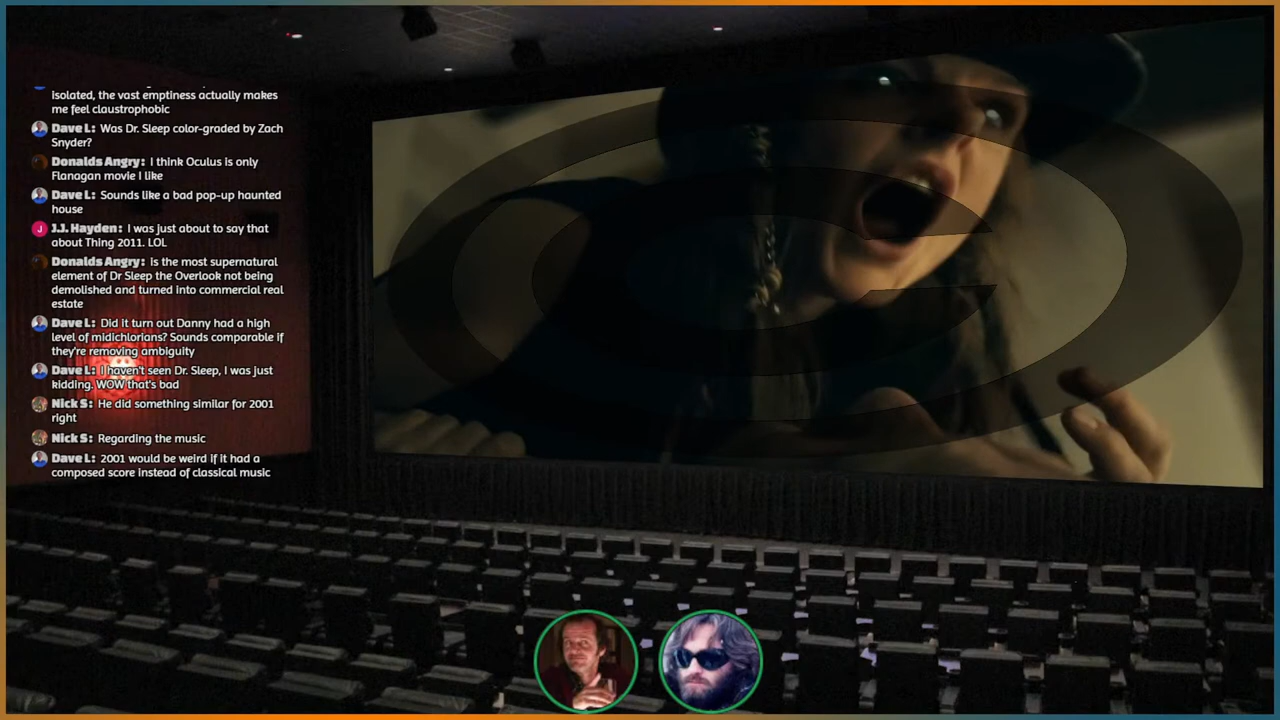 isolated, the vast emptiness actually makes
me feel claustrophobic
Dave L: Was Dr. Sleep color-graded by Zach
Snyder?
Donalds Angry: I think Oculus is only
Flanagan movie I like
Dave L: Sounds like a bad pop-up haunted
house
J J.J. Hayden: I was just about to say that
about Thing 2011. LOL
Donalds Angry: Is the most supernatural
element of Dr Sleep the Overlook not being
demolished and turned into commercial real
estate
Dave L: Did it turn out Danny had a high
level of midichlorians? Sounds comparable if
they're removing ambiguity
Dave L: I haven't seen Dr. Sleep, I was just
kidding. WOW that's bad
Nick S: He did something similar for 2001
right
Nick S: Regarding the music
Dave L: 2001 would be weird if it had a
composed score instead of classical music